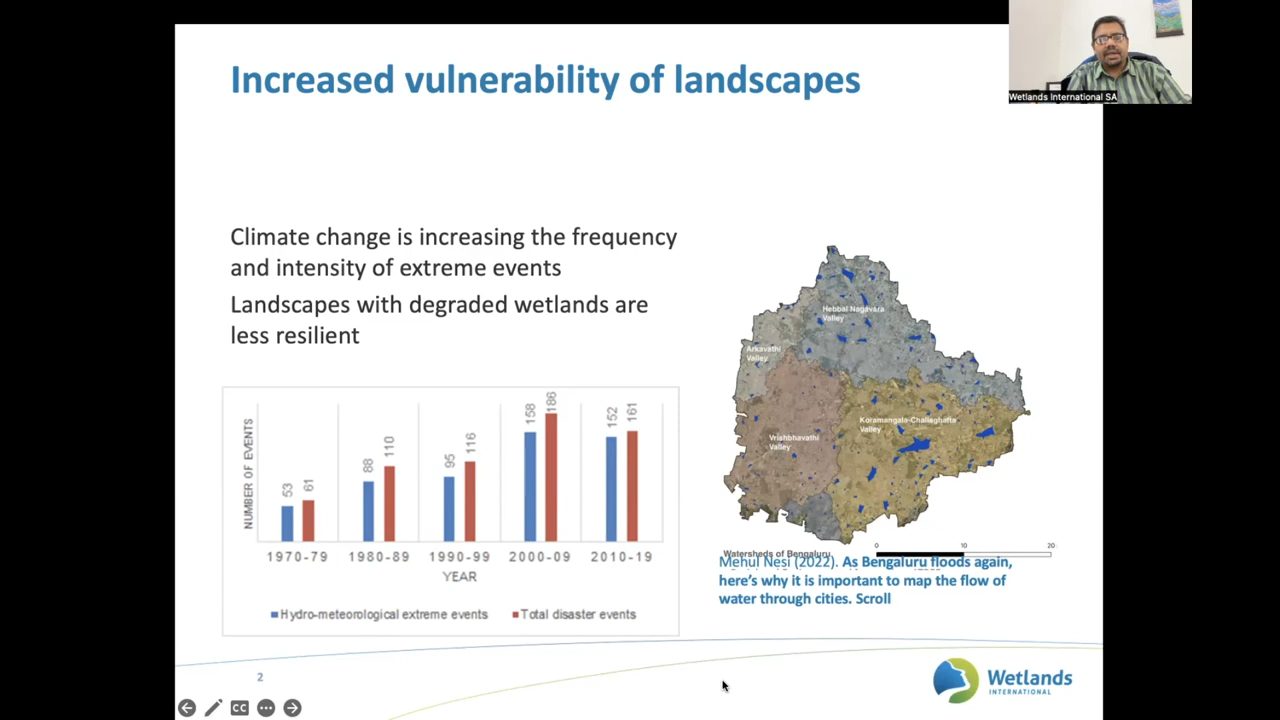 Increased vulnerability of landscapes
Wetlands International SA
Climate change is increasing the frequency
and intensity of extreme events
Landscapes with degraded wetlands are
less resilient
NUMBER OF EVENTS
53
61
88
110
95
116
158
186
152
161
1970-79
1980-89
1990-99
2000-09
2010-19
YEAR
Hydro-meteorological extreme events
Total disaster events
Hebbal Nagavara
Valley
Arkavathi
Valley
Koramangala-Challaghatta
Valley
Vrishbhavathi
Valley
0
10
20
Watersheds of Bengaluru
Mehul Nesi (2022). As Bengaluru floods again,
here's why it is important to map the flow of
water through cities. Scroll
2
Wetlands
INTERNATIONAL
CC